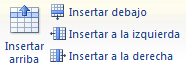 Insertar
arriba
Insertar debajo
Insertar a la izquierda
Insertar a la derecha